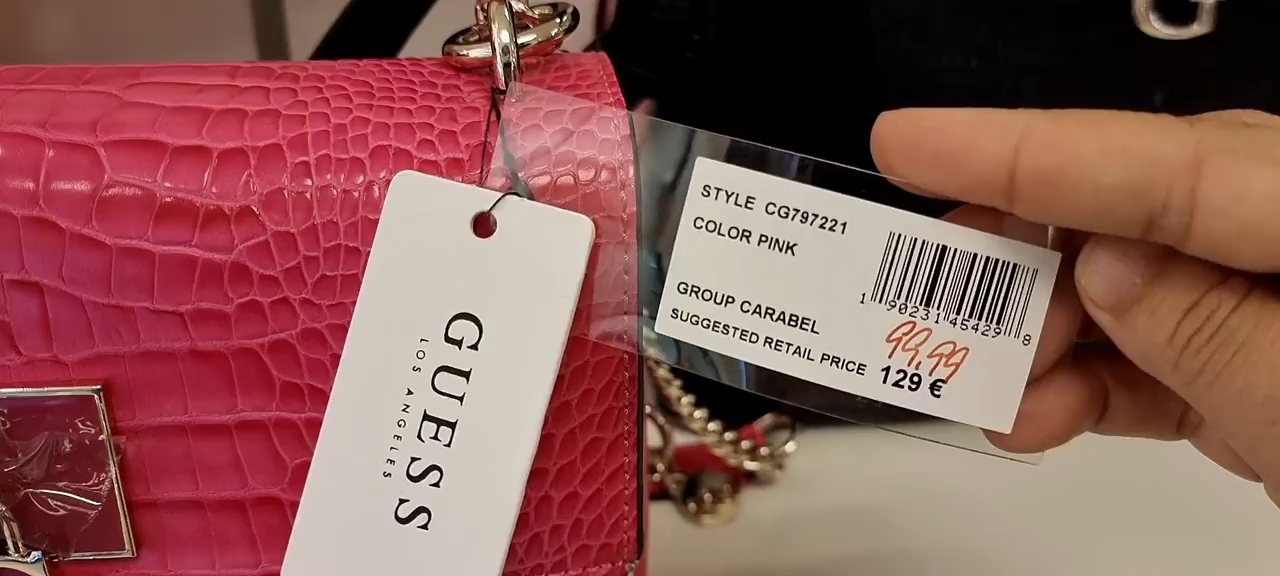 GUESS
LOS ANGELES
STYLE CG797221
COLOR PINK
1 90231 45429 8
GROUP CARABEL
99.99
SUGGESTED RETAIL PRICE 129 €